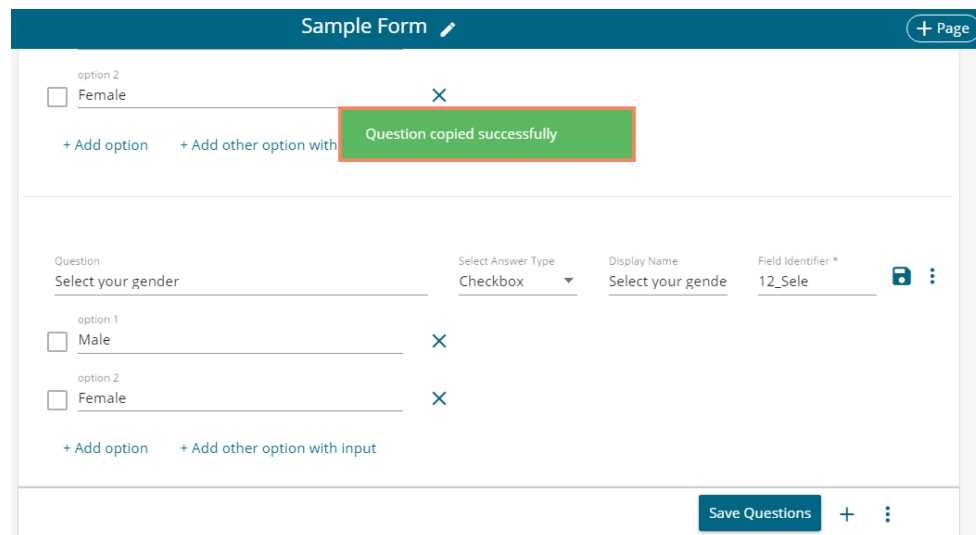 Sample Form
+ Page
option 2
Female
+ Add option + Add other option with
Question copied successfully
Question Select Answer Type Display Name Field Identifier *
Select your gender Checkbox Select your gende 12_Sele
option 1
Male
option 2
Female
+ Add option + Add other option with input
Save Questions +